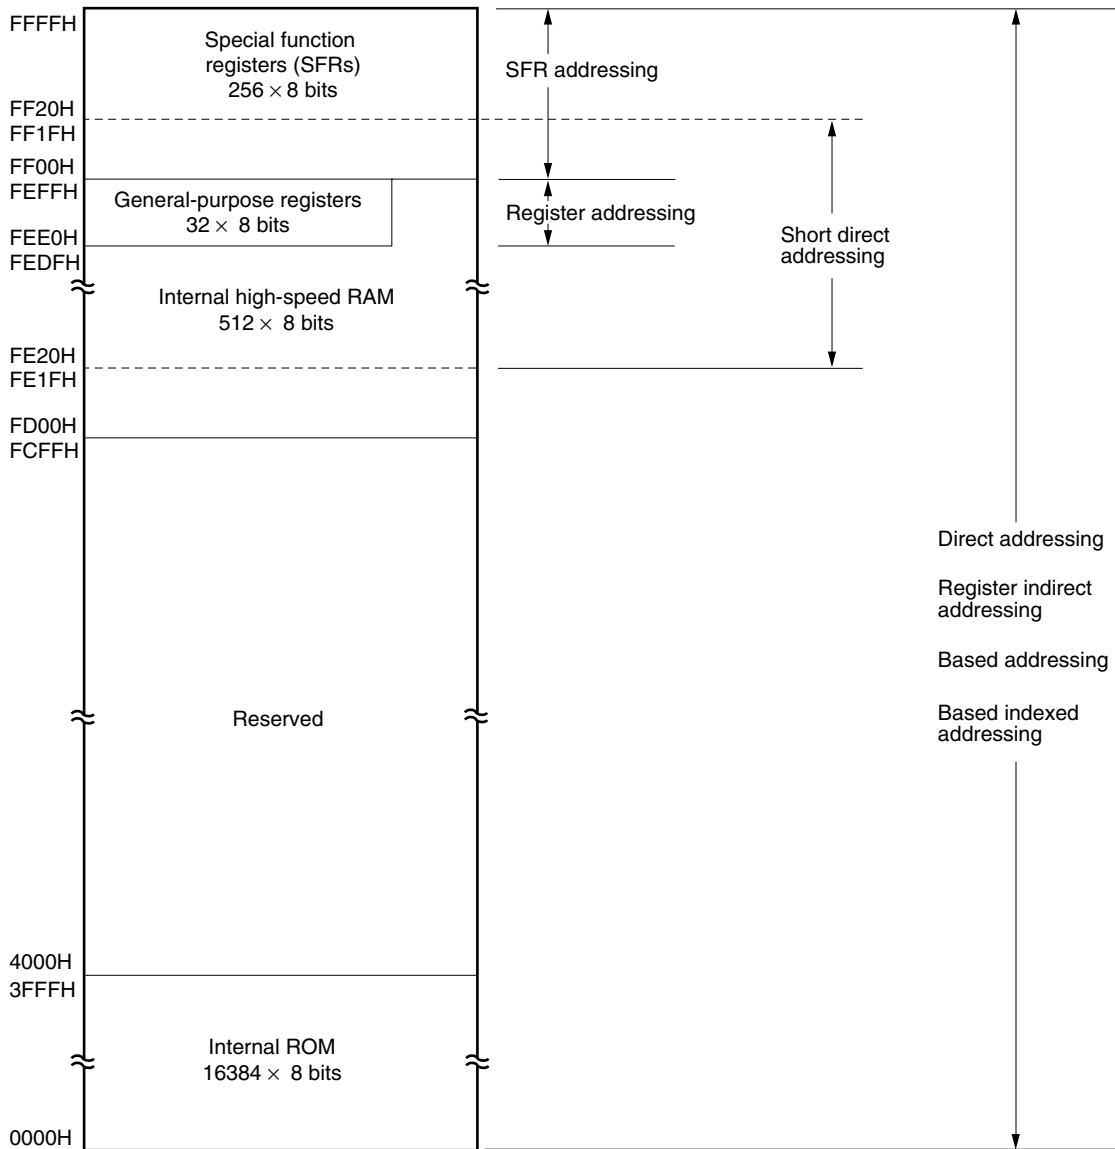 FFFFH
Special function
registers (SFRs)
256 × 8 bits
SFR addressing
FF20H
FF1FH
FF00H
FEFFH
General-purpose registers
32 × 8 bits
Register addressing
FEE0H
FEDFH
Short direct
addressing
Internal high-speed RAM
512 × 8 bits
FE20H
FE1FH
FD00H
FCFFH
Direct addressing
Register indirect
addressing
Based addressing
Based indexed
addressing
Reserved
4000H
3FFFH
Internal ROM
16384 × 8 bits
0000H